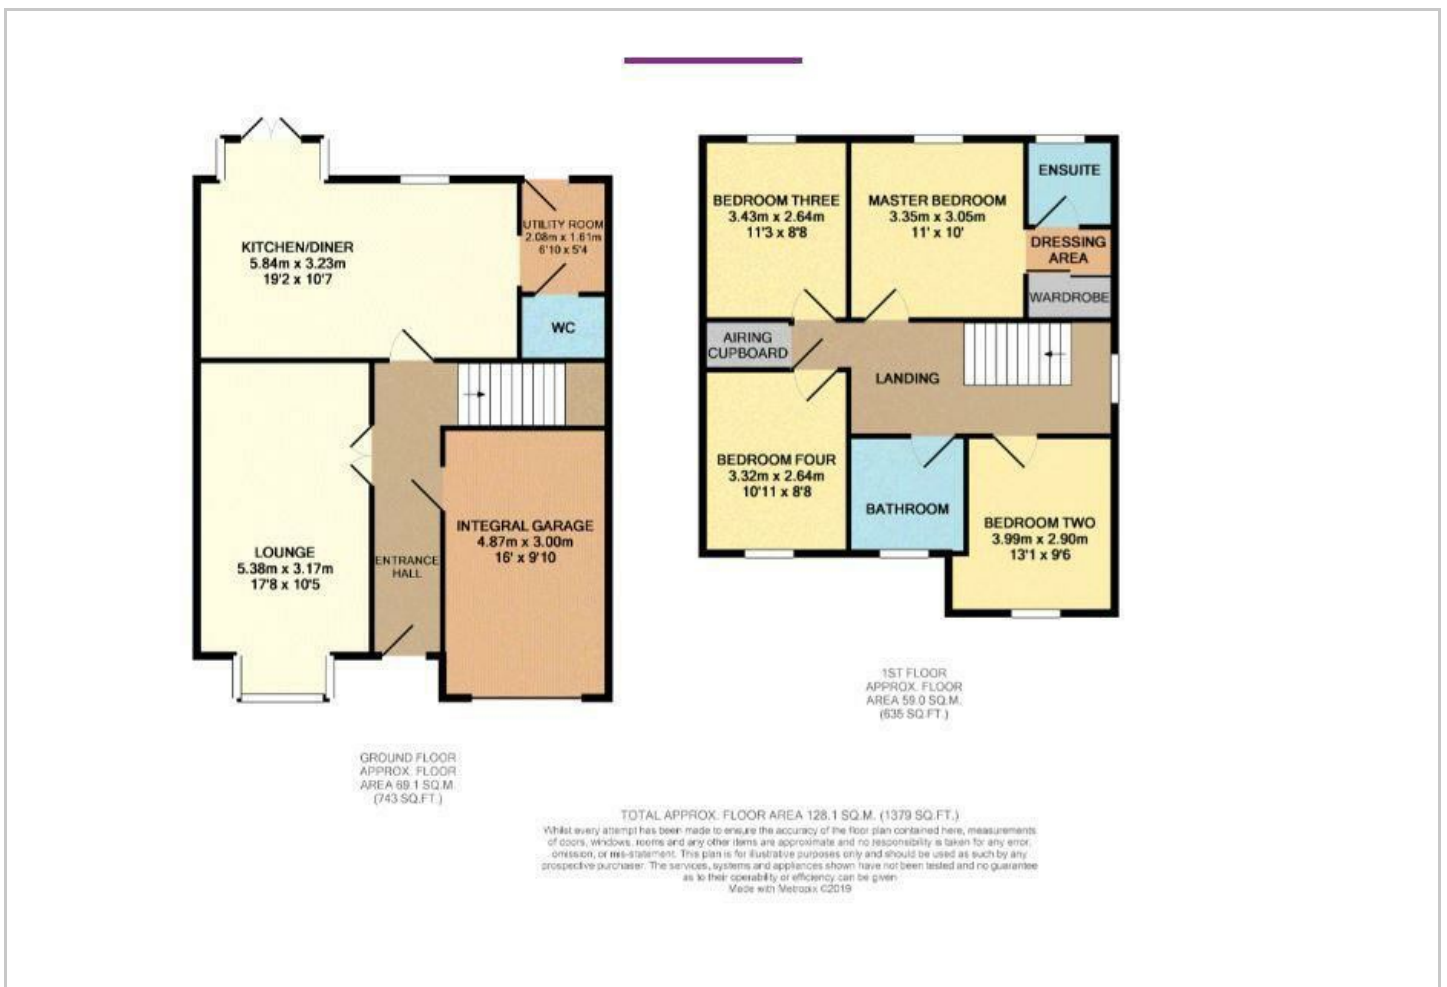 KITCHEN/DINER
5.84m x 3.23m
19'2 x 10'7
UTILITY ROOM
2.08m x 1.61m
6'10 x 5'4
WC
LOUNGE
5.38m x 3.17m
17'8 x 10'5
ENTRANCE
HALL
INTEGRAL GARAGE
4.87m x 3.00m
16' x 9'10
GROUND FLOOR
APPROX. FLOOR
AREA 69.1 SQ.M.
(743 SQ.FT.)
BEDROOM THREE
3.43m x 2.64m
11'3 x 8'8
MASTER BEDROOM
3.35m x 3.05m
11' x 10'
ENSUITE
DRESSING
AREA
WARDROBE
AIRING
CUPBOARD
LANDING
BEDROOM FOUR
3.32m x 2.64m
10'11 x 8'8
BATHROOM
BEDROOM TWO
3.99m x 2.90m
13'1 x 9'6
1ST FLOOR
APPROX. FLOOR
AREA 59.0 SQ.M.
(635 SQ.FT.)
TOTAL APPROX. FLOOR AREA 128.1 SQ.M. (1379 SQ.FT.)
Whilst every attempt has been made to ensure the accuracy of the floor plan contained here, measurements
of doors, windows, rooms and any other items are approximate and no responsibility is taken for any error,
omission, or mis-statement. This plan is for illustrative purposes only and should be used as such by any
prospective purchaser. The services, systems and appliances shown have not been tested and no guarantee
as to their operability or efficiency can be given
Made with Metropix ©2019